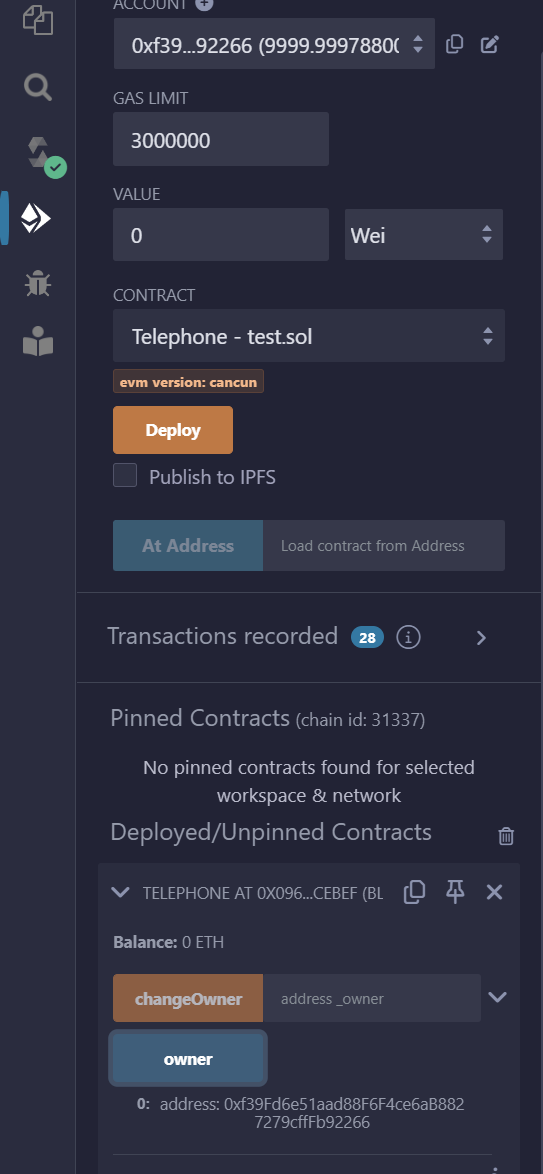 ACCOUNT
0xf39...92266 (9999.99978800
GAS LIMIT
3000000
VALUE
0
Wei
CONTRACT
Telephone - test.sol
evm version: cancun
Deploy
Publish to IPFS
At Address
Load contract from Address
Transactions recorded 28
Pinned Contracts (chain id: 31337)
No pinned contracts found for selected
workspace & network
Deployed/Unpinned Contracts
TELEPHONE AT 0X096...CEBEF (BL
Balance: 0 ETH
changeOwner
address _owner
owner
0: address: 0xf39Fd6e51aad88F6F4ce6aB882
7279cffFb92266